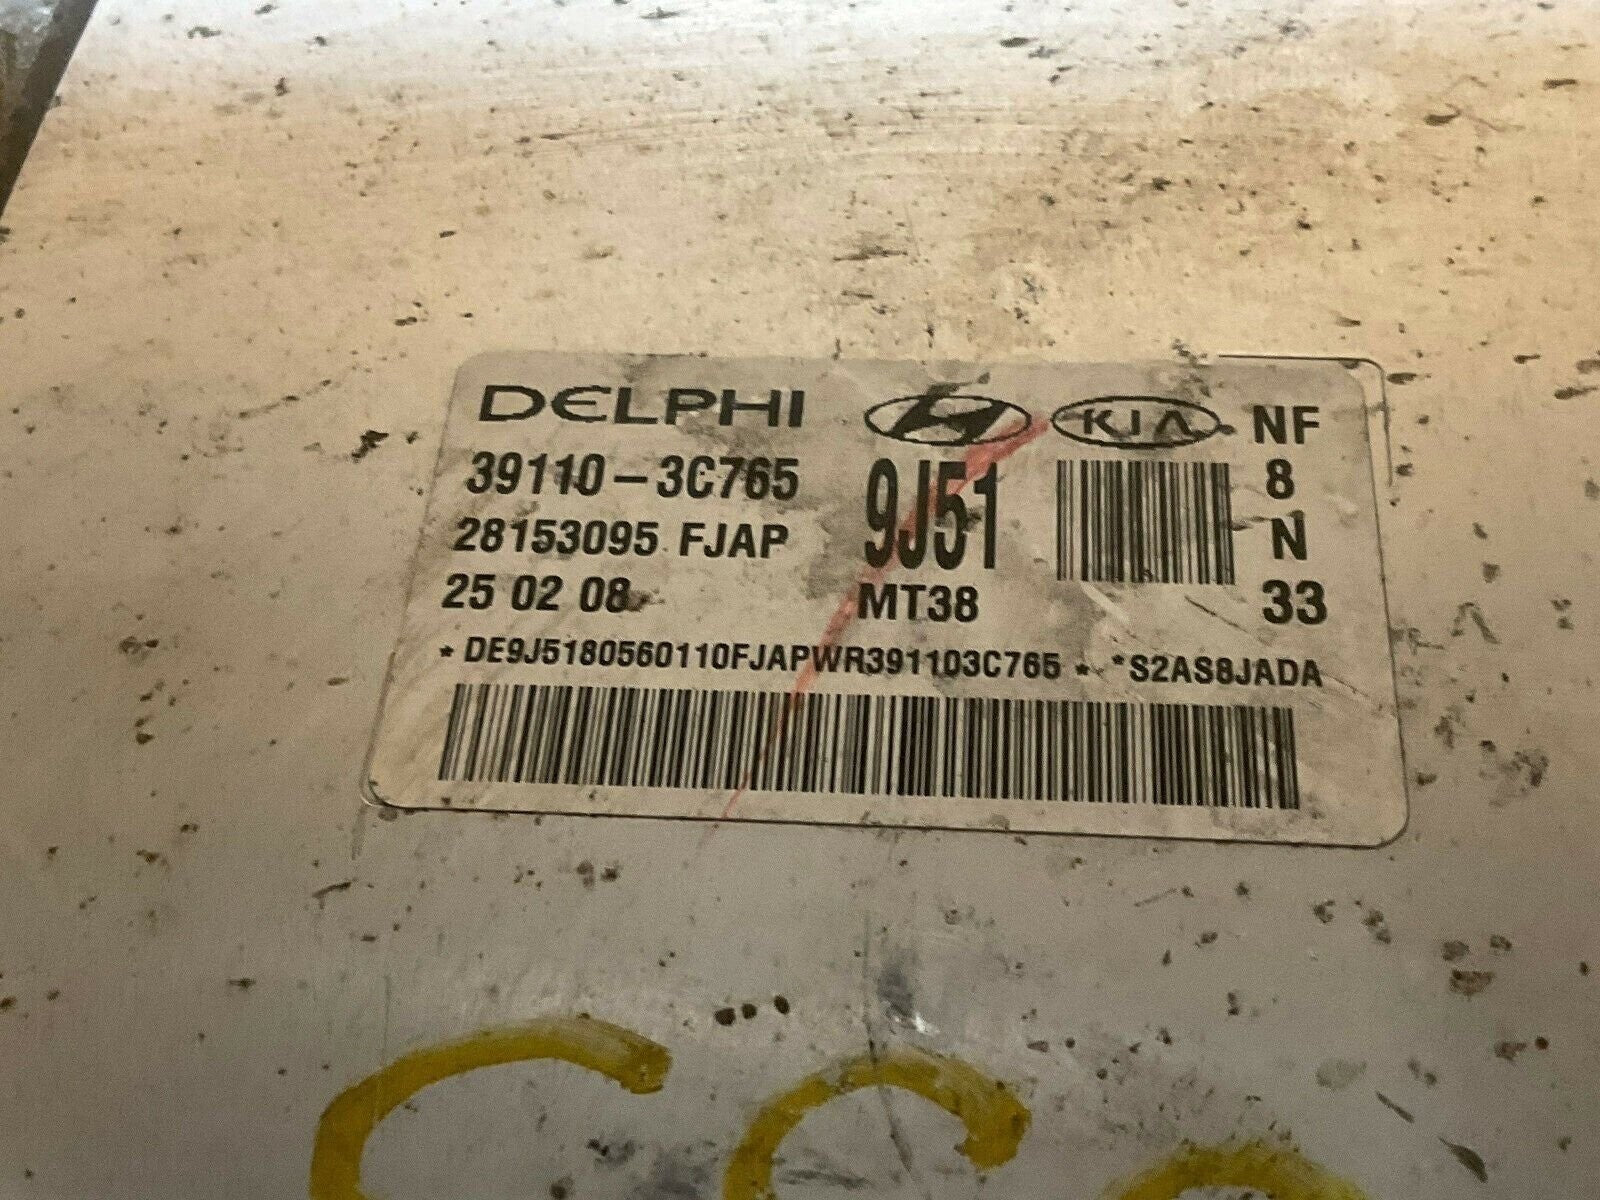 DELPHI KIA NF
39110-3C765 9J51 8
28153095 FJAP N
25 02 08 MT38 33
*DE9J5180560110FJAPWR391103C765* *S2AS8JADA